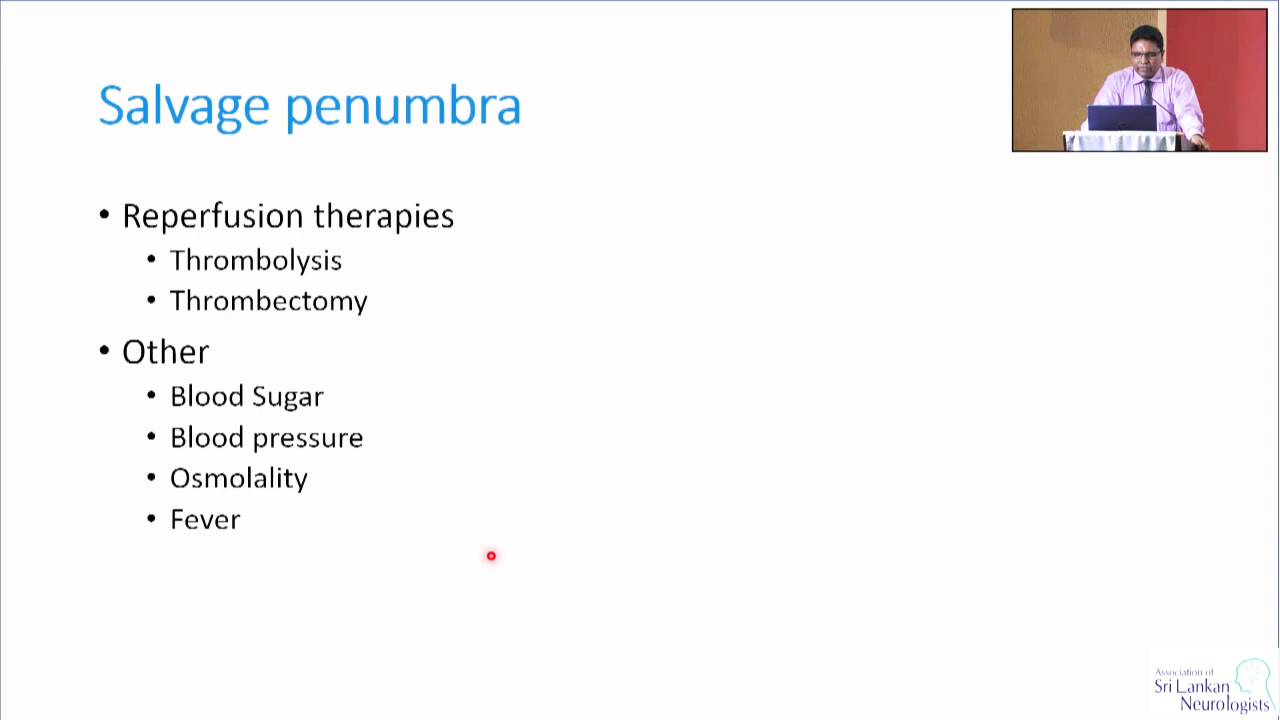 Salvage penumbra
• Reperfusion therapies
• Thrombolysis
• Thrombectomy
• Other
• Blood Sugar
• Blood pressure
• Osmolality
• Fever
Association of
Sri Lankan
Neurologists